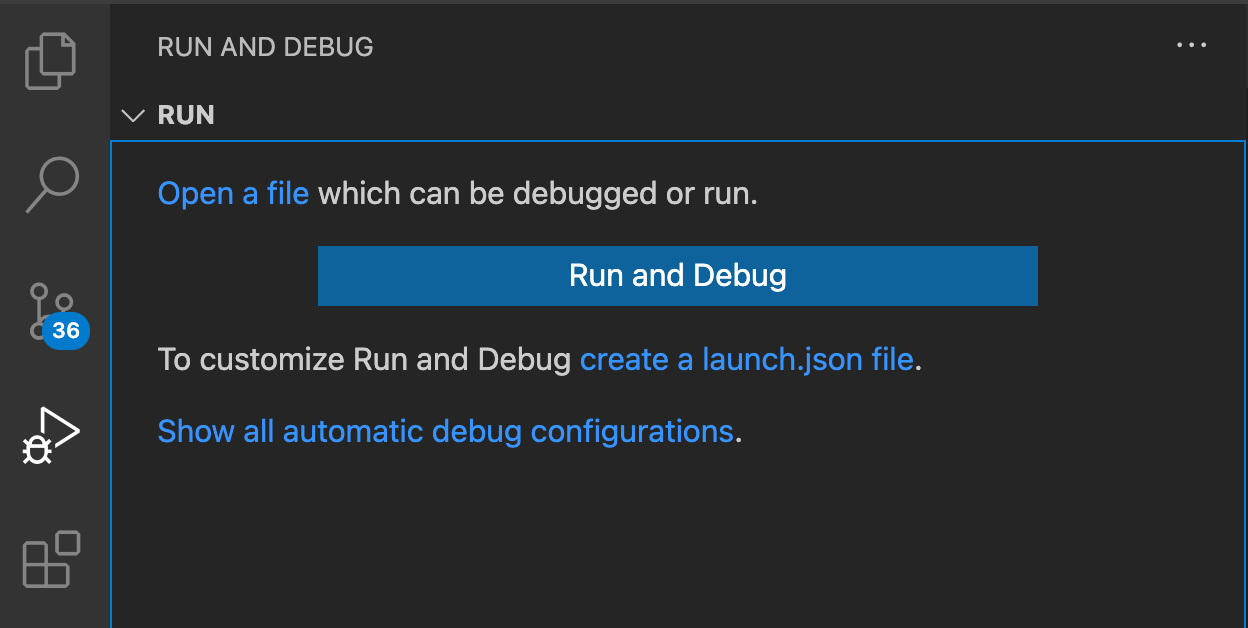 RUN AND DEBUG
RUN
Open a file which can be debugged or run.
Run and Debug
36
To customize Run and Debug create a launch.json file.
Show all automatic debug configurations.